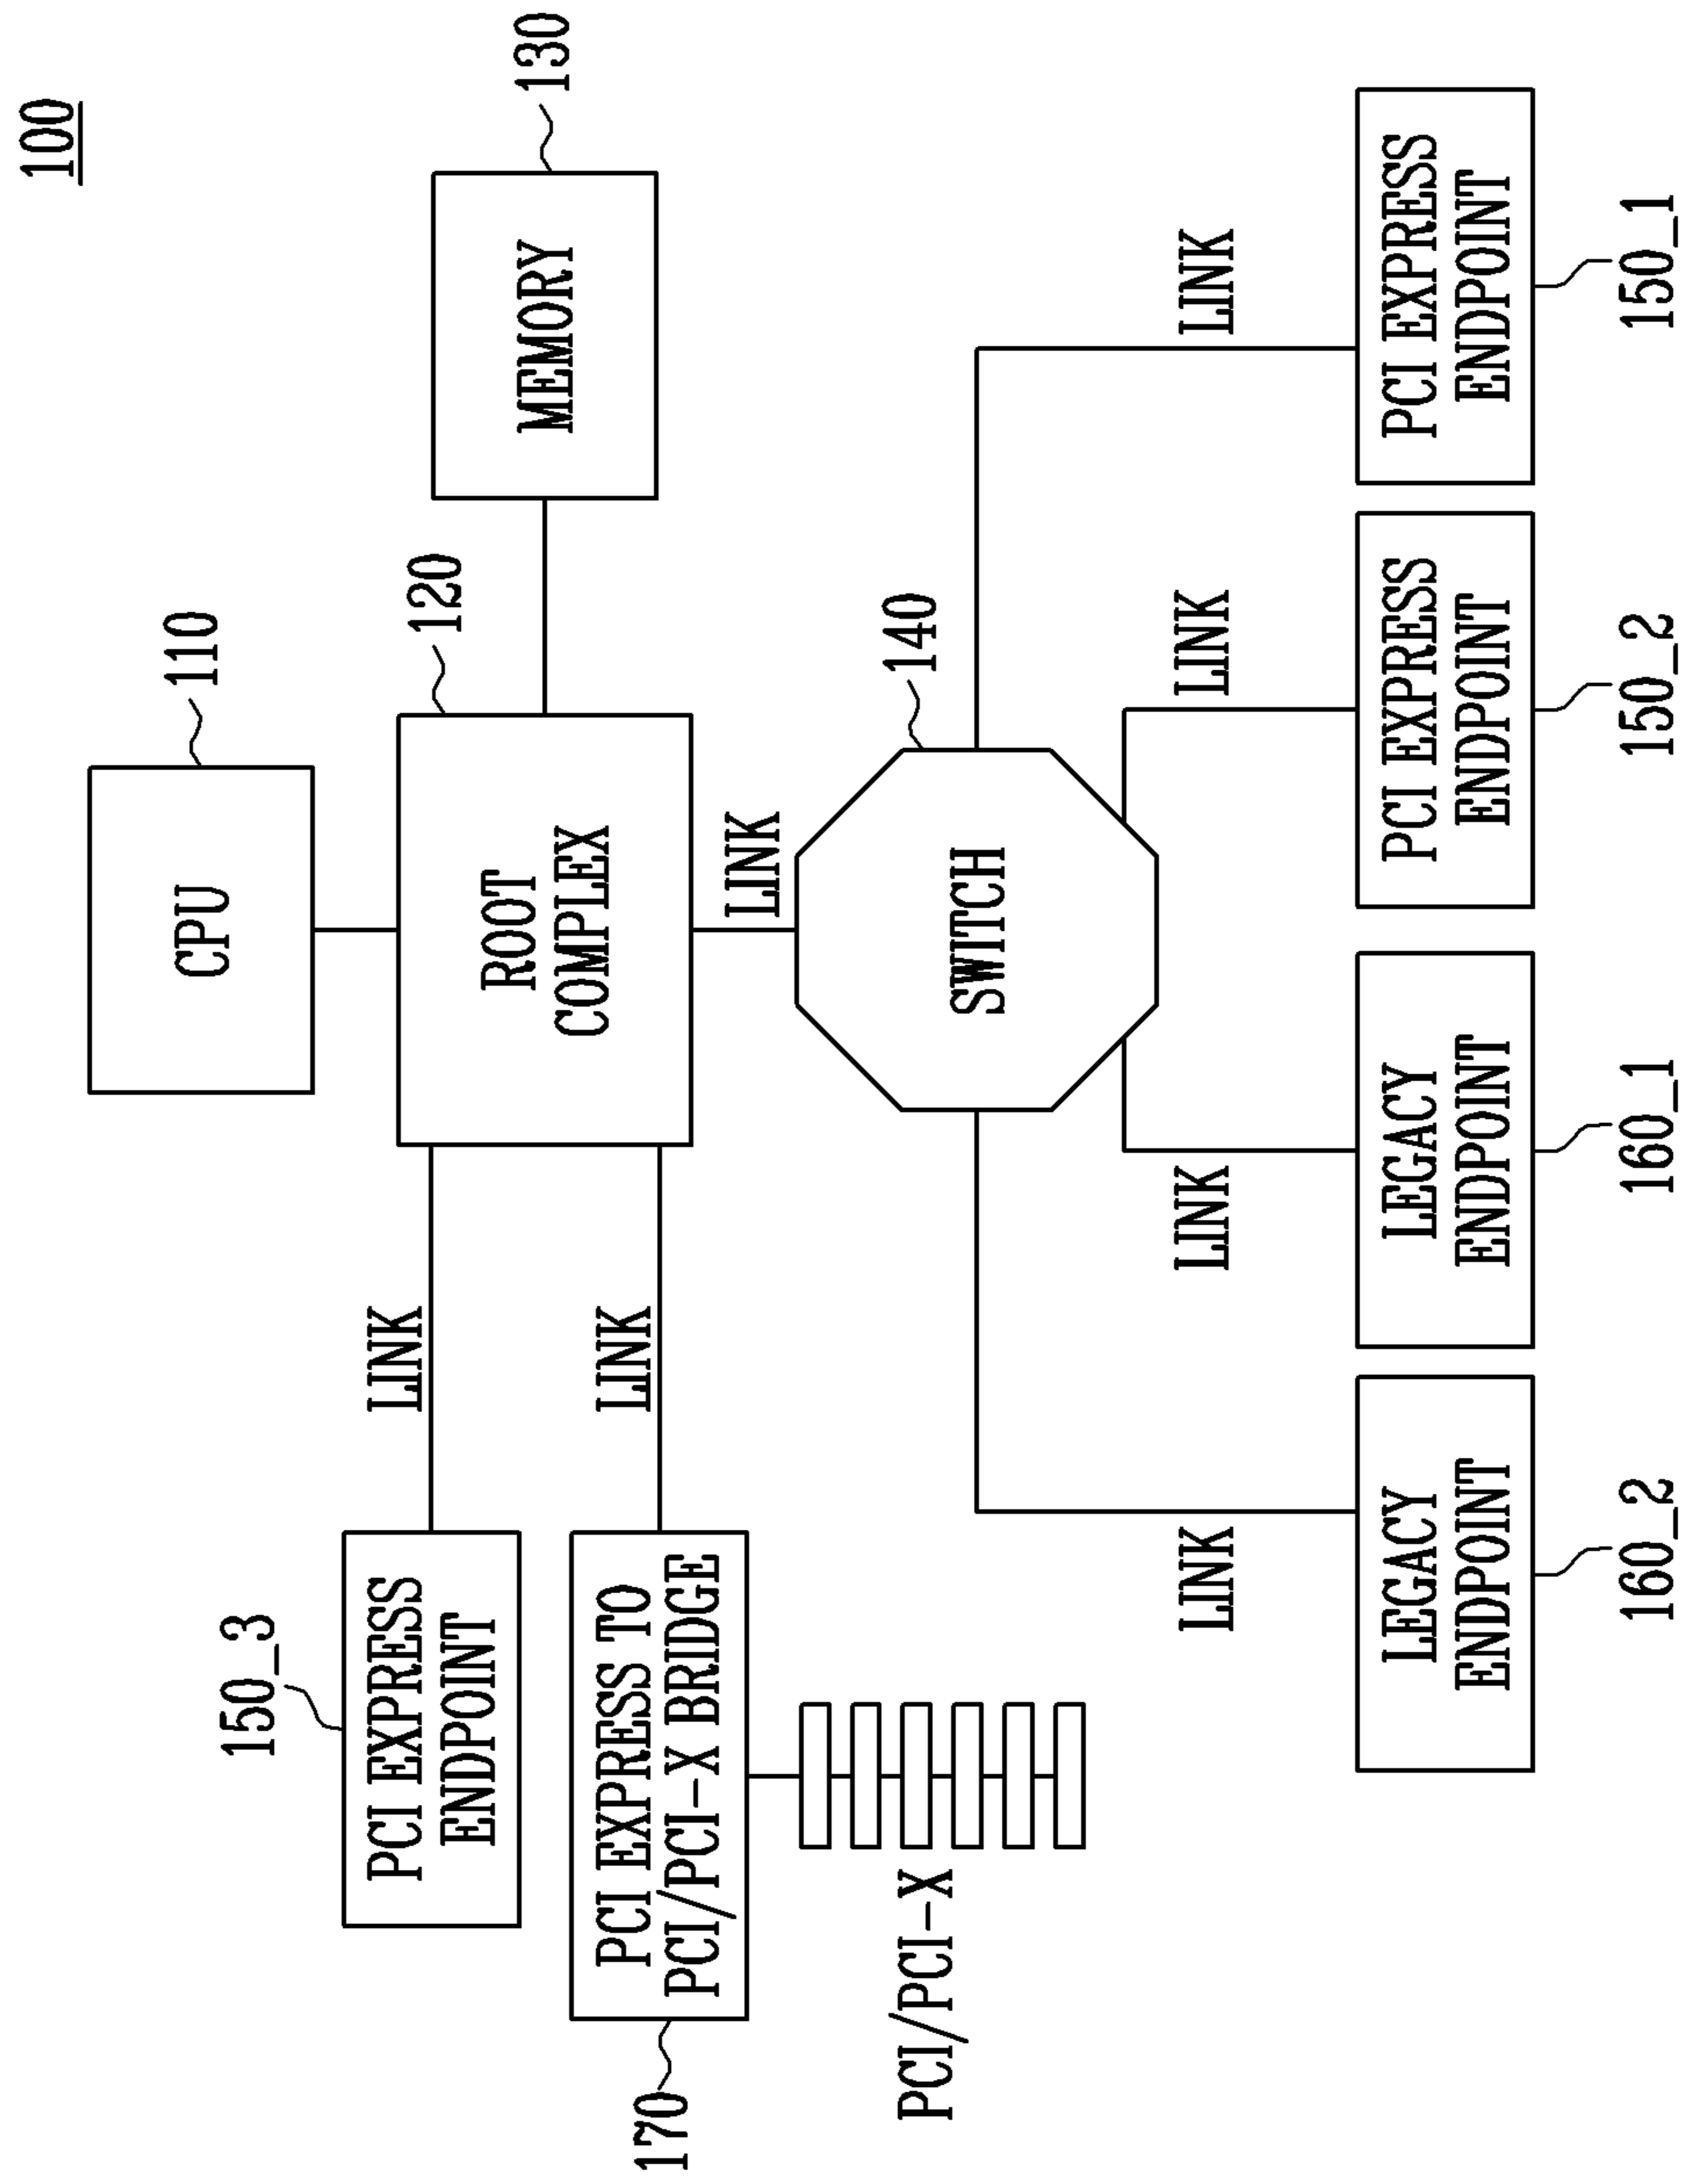 100
CPU
110
150_3
PCI EXPRESS
ENDPOINT
LINK
ROOT
COMPLEX
120
MEMORY
130
170
PCI EXPRESS TO
PCI/PCI-X BRIDGE
LINK
LINK
PCI/PCI-X
SWITCH
140
LINK
LINK
LINK
LINK
LEGACY
ENDPOINT
LEGACY
ENDPOINT
PCI EXPRESS
ENDPOINT
PCI EXPRESS
ENDPOINT
160_2
160_1
150_2
150_1